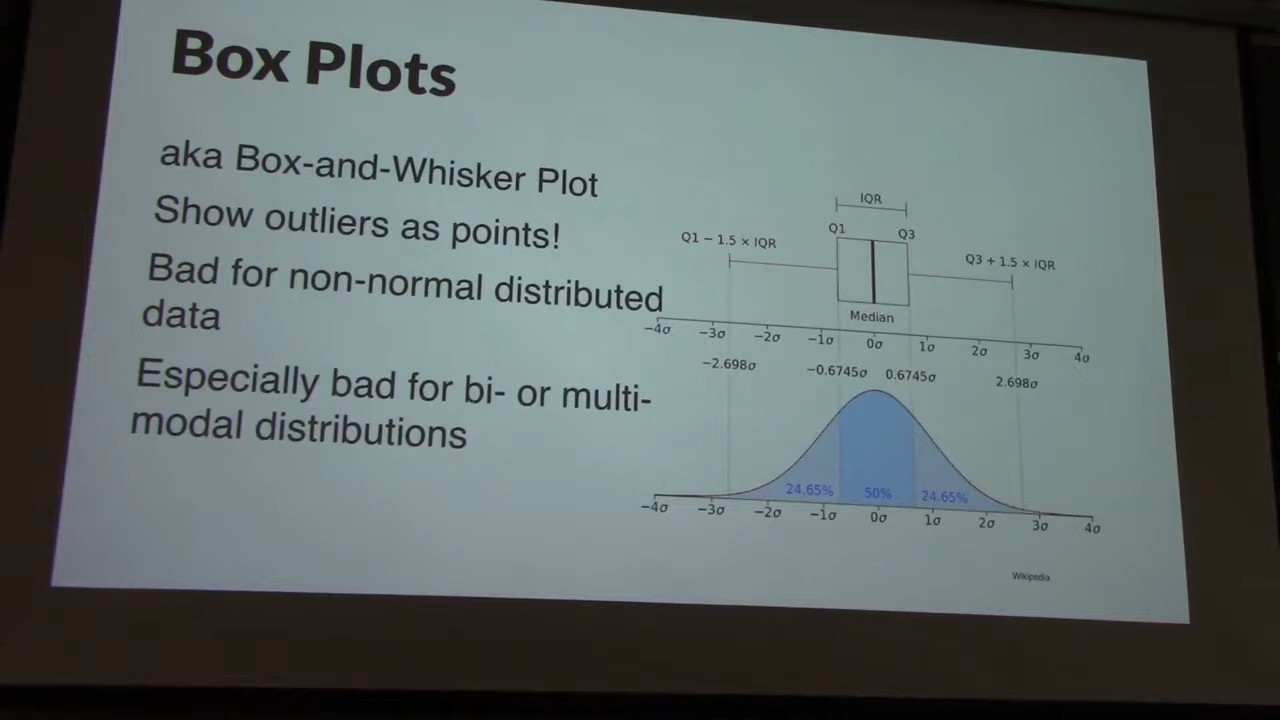 Box Plots
aka Box-and-Whisker Plot
Show outliers as points!
Bad for non-normal distributed
data
Especially bad for bi- or multi-
modal distributions
IQR
Q1 Q3
Q1 − 1.5 × IQR Q3 + 1.5 × IQR
Median
−4σ −3σ −2σ −1σ 0σ 1σ 2σ 3σ 4σ
−2.698σ −0.6745σ 0.6745σ 2.698σ
24.65% 50% 24.65%
−4σ −3σ −2σ −1σ 0σ 1σ 2σ 3σ 4σ
Wikipedia